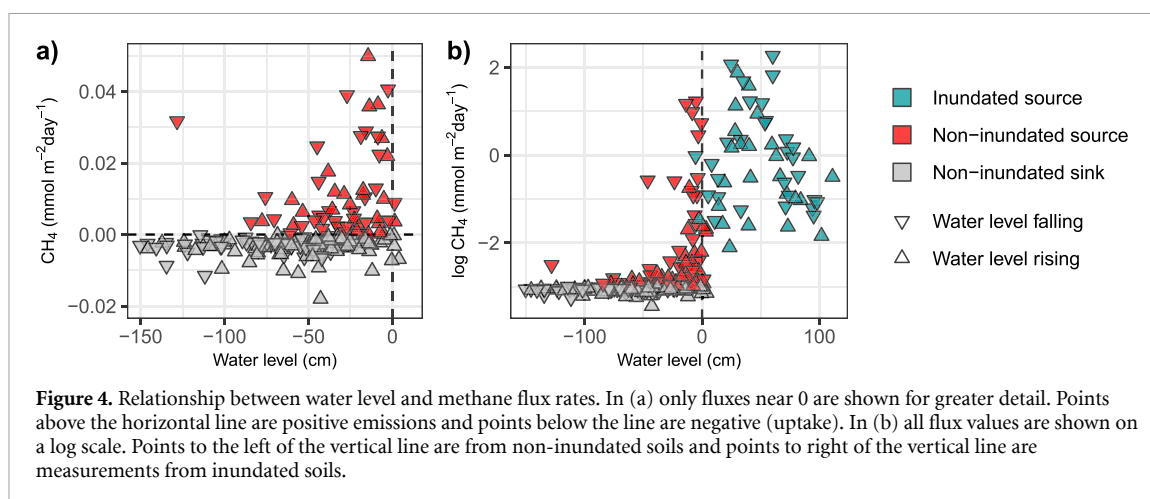 a)
b)
CH4 (mmol m−2day−1)
0.04
0.02
0.00
−0.02
−150
−100
−50
0
Water level (cm)
log CH4 (mmol m−2day−1)
2
0
−2
−100
0
100
Water level (cm)
Inundated source
Non−inundated source
Non−inundated sink
Water level falling
Water level rising
Figure 4. Relationship between water level and methane flux rates. In (a) only fluxes near 0 are shown for greater detail. Points
above the horizontal line are positive emissions and points below the line are negative (uptake). In (b) all flux values are shown on
a log scale. Points to the left of the vertical line are from non-inundated soils and points to right of the vertical line are
measurements from inundated soils.